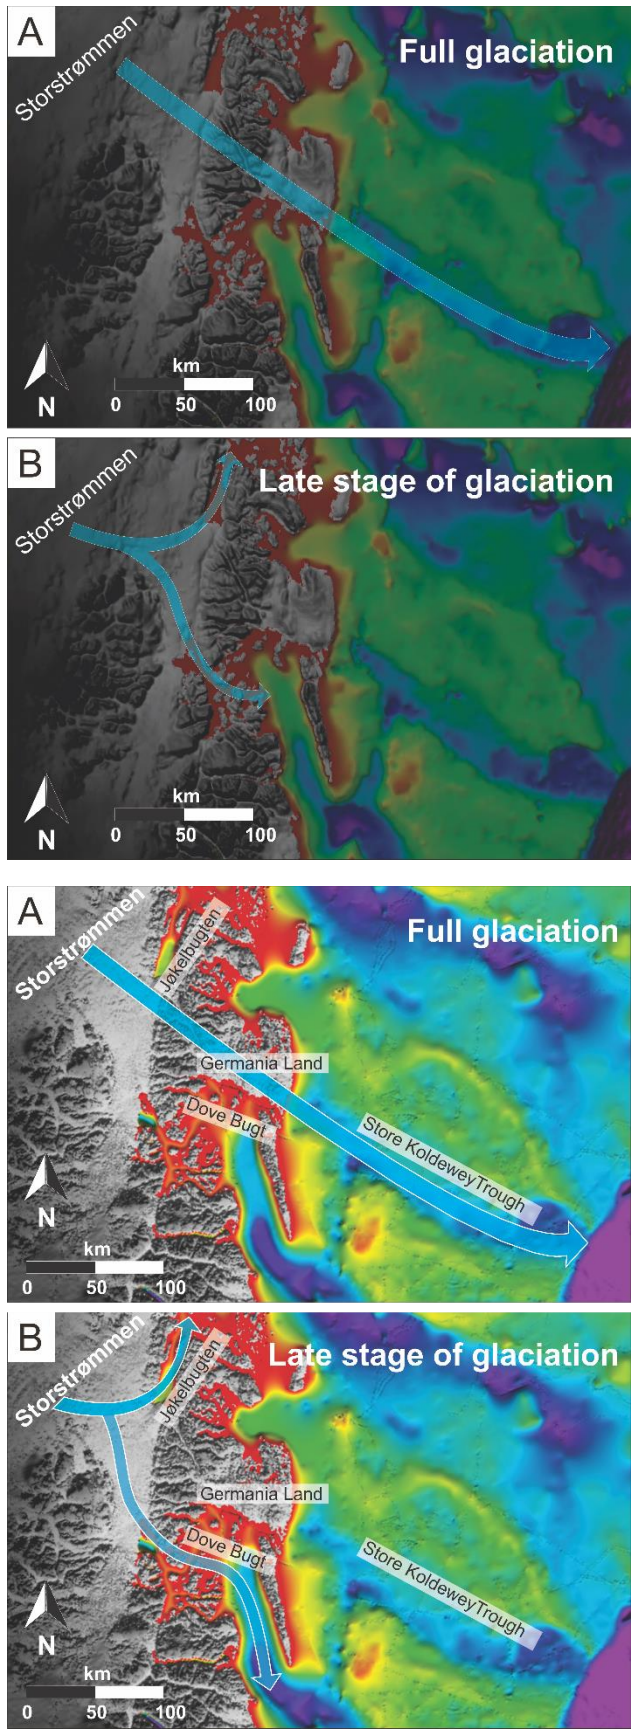 A
Full glaciation
Storstrømmen
km
0 50 100
N
B
Late stage of glaciation
Storstrømmen
km
0 50 100
N
A
Full glaciation
Storstrømmen
Jøkelbugten
Germania Land
Dove Bugt
Store KoldeweyTrough
km
0 50 100
N
B
Late stage of glaciation
Storstrømmen
Jøkelbugten
Germania Land
Dove Bugt
Store KoldeweyTrough
km
0 50 100
N